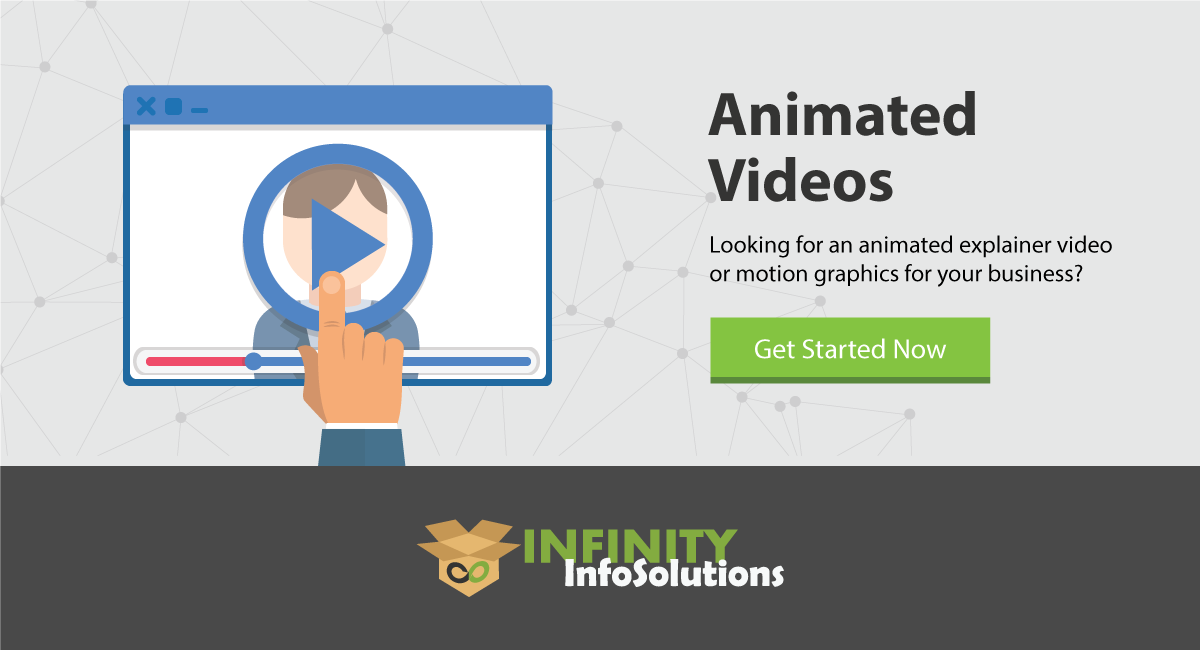 Animated
Videos
Looking for an animated explainer video
or motion graphics for your business?
Get Started Now
INFINITY
InfoSolutions